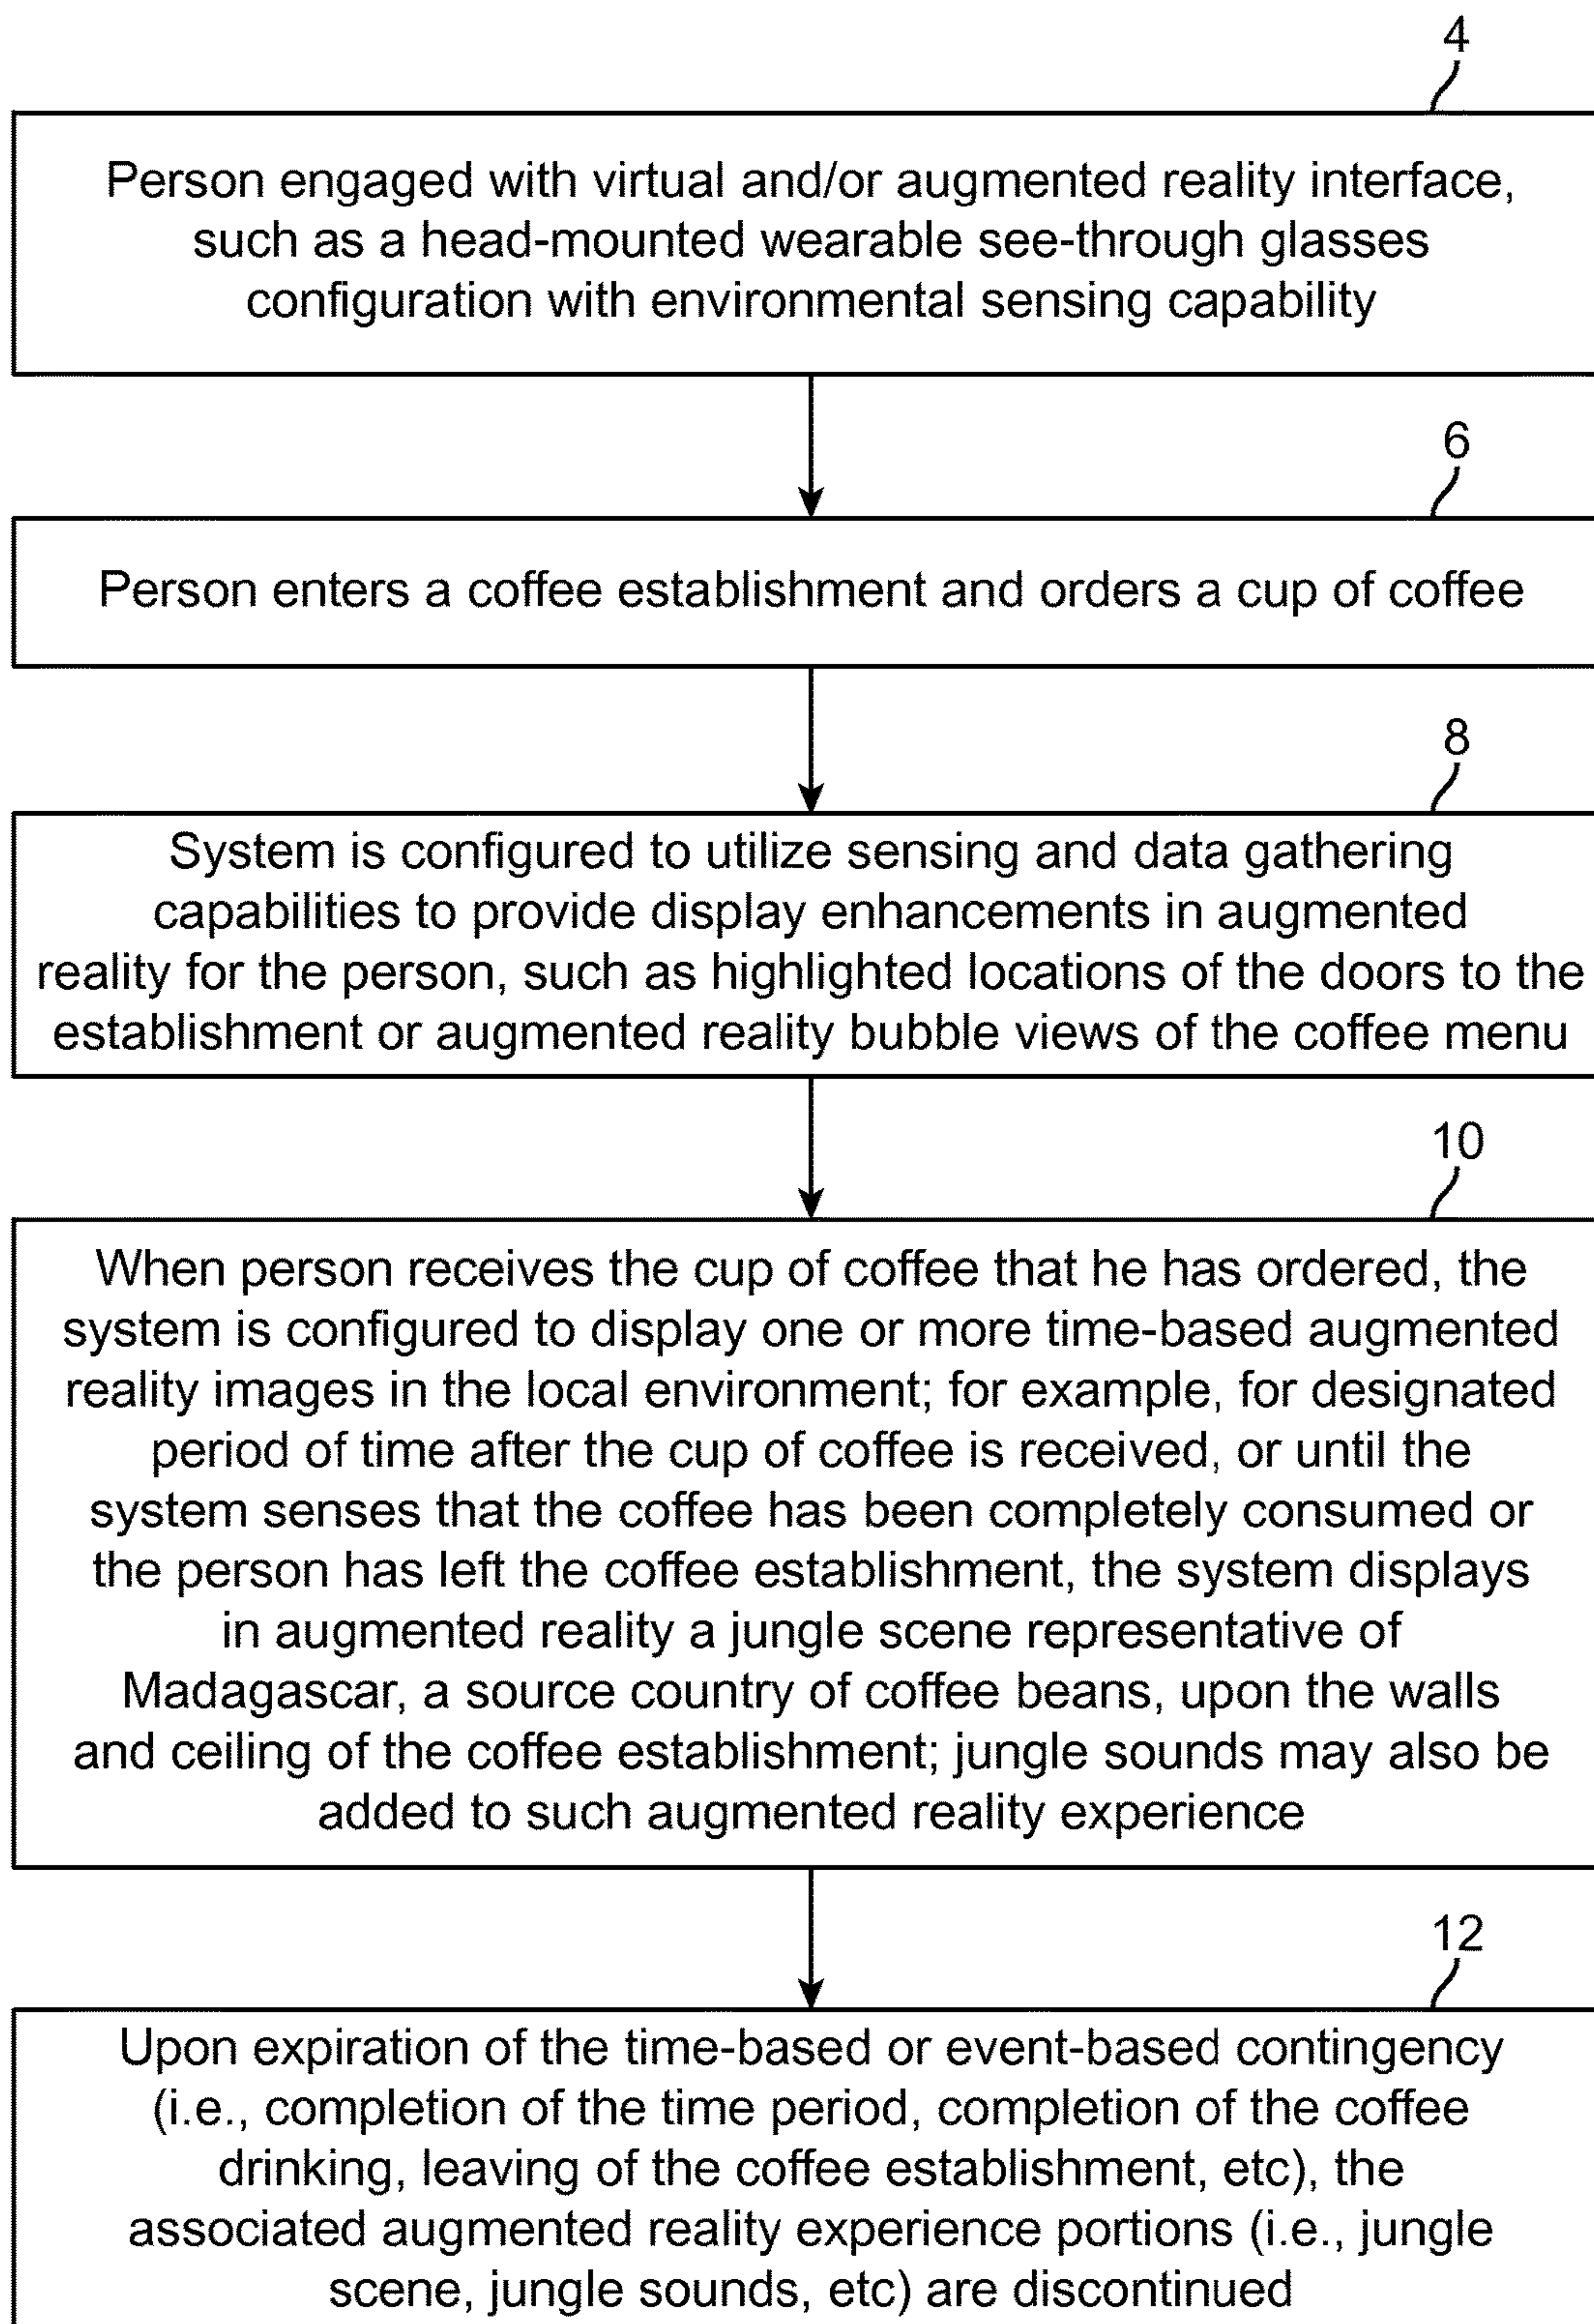 4
Person engaged with virtual and/or augmented reality interface,
such as a head-mounted wearable see-through glasses
configuration with environmental sensing capability
6
Person enters a coffee establishment and orders a cup of coffee
8
System is configured to utilize sensing and data gathering
capabilities to provide display enhancements in augmented
reality for the person, such as highlighted locations of the doors to the
establishment or augmented reality bubble views of the coffee menu
10
When person receives the cup of coffee that he has ordered, the
system is configured to display one or more time-based augmented
reality images in the local environment; for example, for designated
period of time after the cup of coffee is received, or until the
system senses that the coffee has been completely consumed or
the person has left the coffee establishment, the system displays
in augmented reality a jungle scene representative of
Madagascar, a source country of coffee beans, upon the walls
and ceiling of the coffee establishment; jungle sounds may also be
added to such augmented reality experience
12
Upon expiration of the time-based or event-based contingency
(i.e., completion of the time period, completion of the coffee
drinking, leaving of the coffee establishment, etc), the
associated augmented reality experience portions (i.e., jungle
scene, jungle sounds, etc) are discontinued